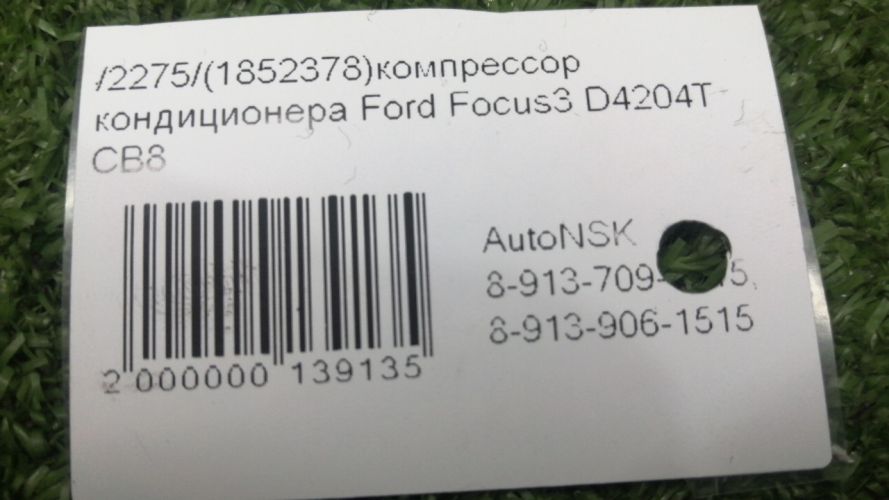 /2275/(1852378)компрессор
кондиционера Ford Focus3 D4204T
CB8
AutoNSK
8-913-906-1515
2 000000 139135